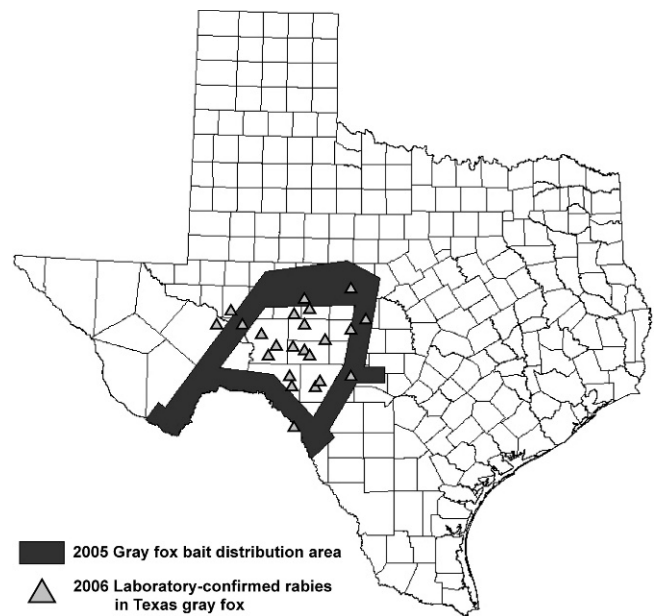 2005 Gray fox bait distribution area
2006 Laboratory-confirmed rabies
in Texas gray fox